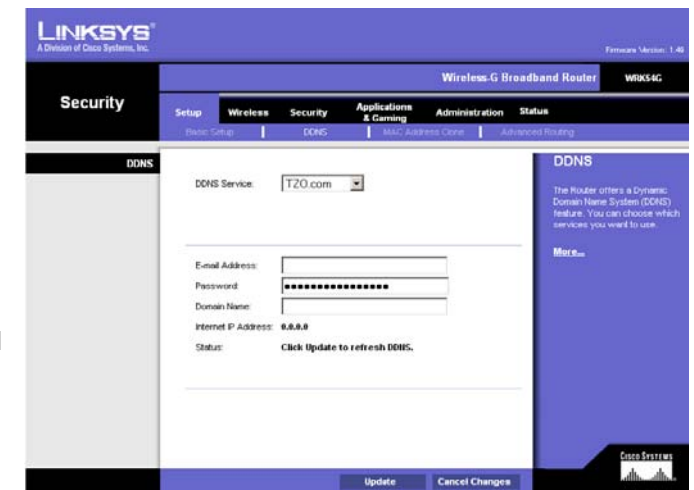 LINKSYS®
A Division of Cisco Systems, Inc.
Firmware Version: 1.40
Wireless-G Broadband Router WRK54G
Security
Setup Wireless Security Applications & Gaming Administration Status
Basic Setup DDNS MAC Address Clone Advanced Routing
DDNS
DDNS Service: TZO.com
E-mail Address:
Password:
Domain Name:
Internet IP Address: 0.0.0.0
Status: Click Update to refresh DDNS.
DDNS
The Router offers a Dynamic
Domain Name System (DDNS)
feature. You can choose which
services you want to use.
More...
Update Cancel Changes
CISCO SYSTEMS